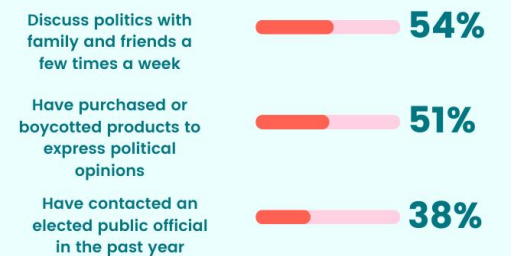 Discuss politics with
family and friends a
few times a week
54%
Have purchased or
boycotted products to
express political
opinions
51%
Have contacted an
elected public official
in the past year
38%